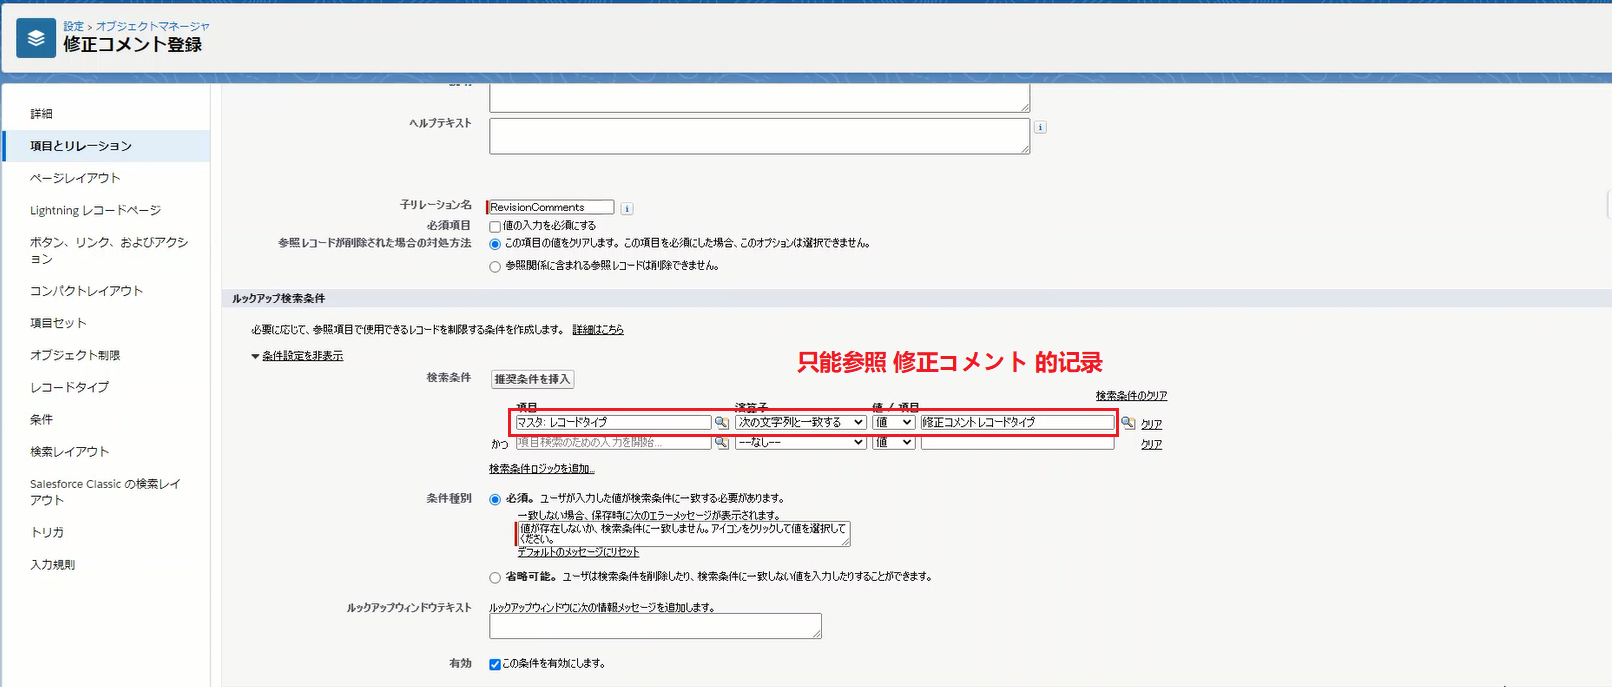 設定 > オブジェクトマネージャ
修正コメント登録
詳細
項目とリレーション
ページレイアウト
Lightning レコードページ
ボタン、リンク、およびアクシ
ョン
コンパクトレイアウト
項目セット
オブジェクト制限
レコードタイプ
条件
検索レイアウト
Salesforce Classic の検索レイ
アウト
トリガ
入力規則
ヘルプテキスト
子リレーション名 RevisionComments
必須項目 値の入力を必須にする
参照レコードが削除された場合の対処方法 この項目の値をクリアします。この項目を必須にした場合、このオプションは選択できません。
参照関係に含まれる参照レコードは削除できません。
ルックアップ検索条件
必要に応じて、参照項目で使用できるレコードを制限する条件を作成します。 詳細はこちら
条件設定を非表示
只能参照 修正コメント 的记录
検索条件 推奨条件を挿入
検索条件のクリア
項目 演算子 値 / 項目
マスタ: レコードタイプ 次の文字列と一致する 値 修正コメントレコードタイプ クリア
かつ 項目検索のための入力を開始... --なし-- 値 クリア
検索条件ロジックを追加...
条件種別 必須。 ユーザが入力した値が検索条件に一致する必要があります。
一致しない場合、保存時に次のエラーメッセージが表示されます。
値が存在しないか、検索条件に一致しません。アイコンをクリックして値を選択して
ください。
デフォルトのメッセージにリセット
省略可能。 ユーザは検索条件を削除したり、検索条件に一致しない値を入力したりすることができます。
ルックアップウィンドウテキスト ルックアップウィンドウに次の情報メッセージを追加します。
有効 この条件を有効にします。